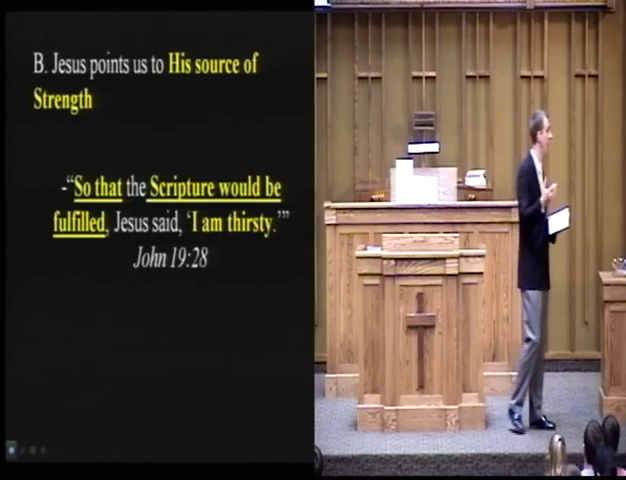 B. Jesus points us to His source of
Strength
-“So that the Scripture would be
fulfilled, Jesus said, ‘I am thirsty.’”
John 19:28